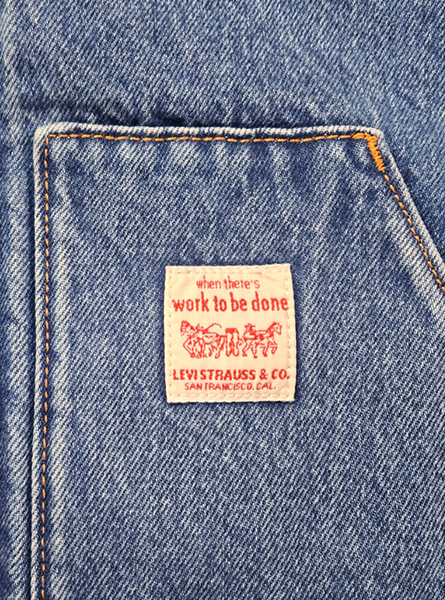 when there's
work to be done
LEVI STRAUSS & CO.
SAN FRANCISCO, CAL.